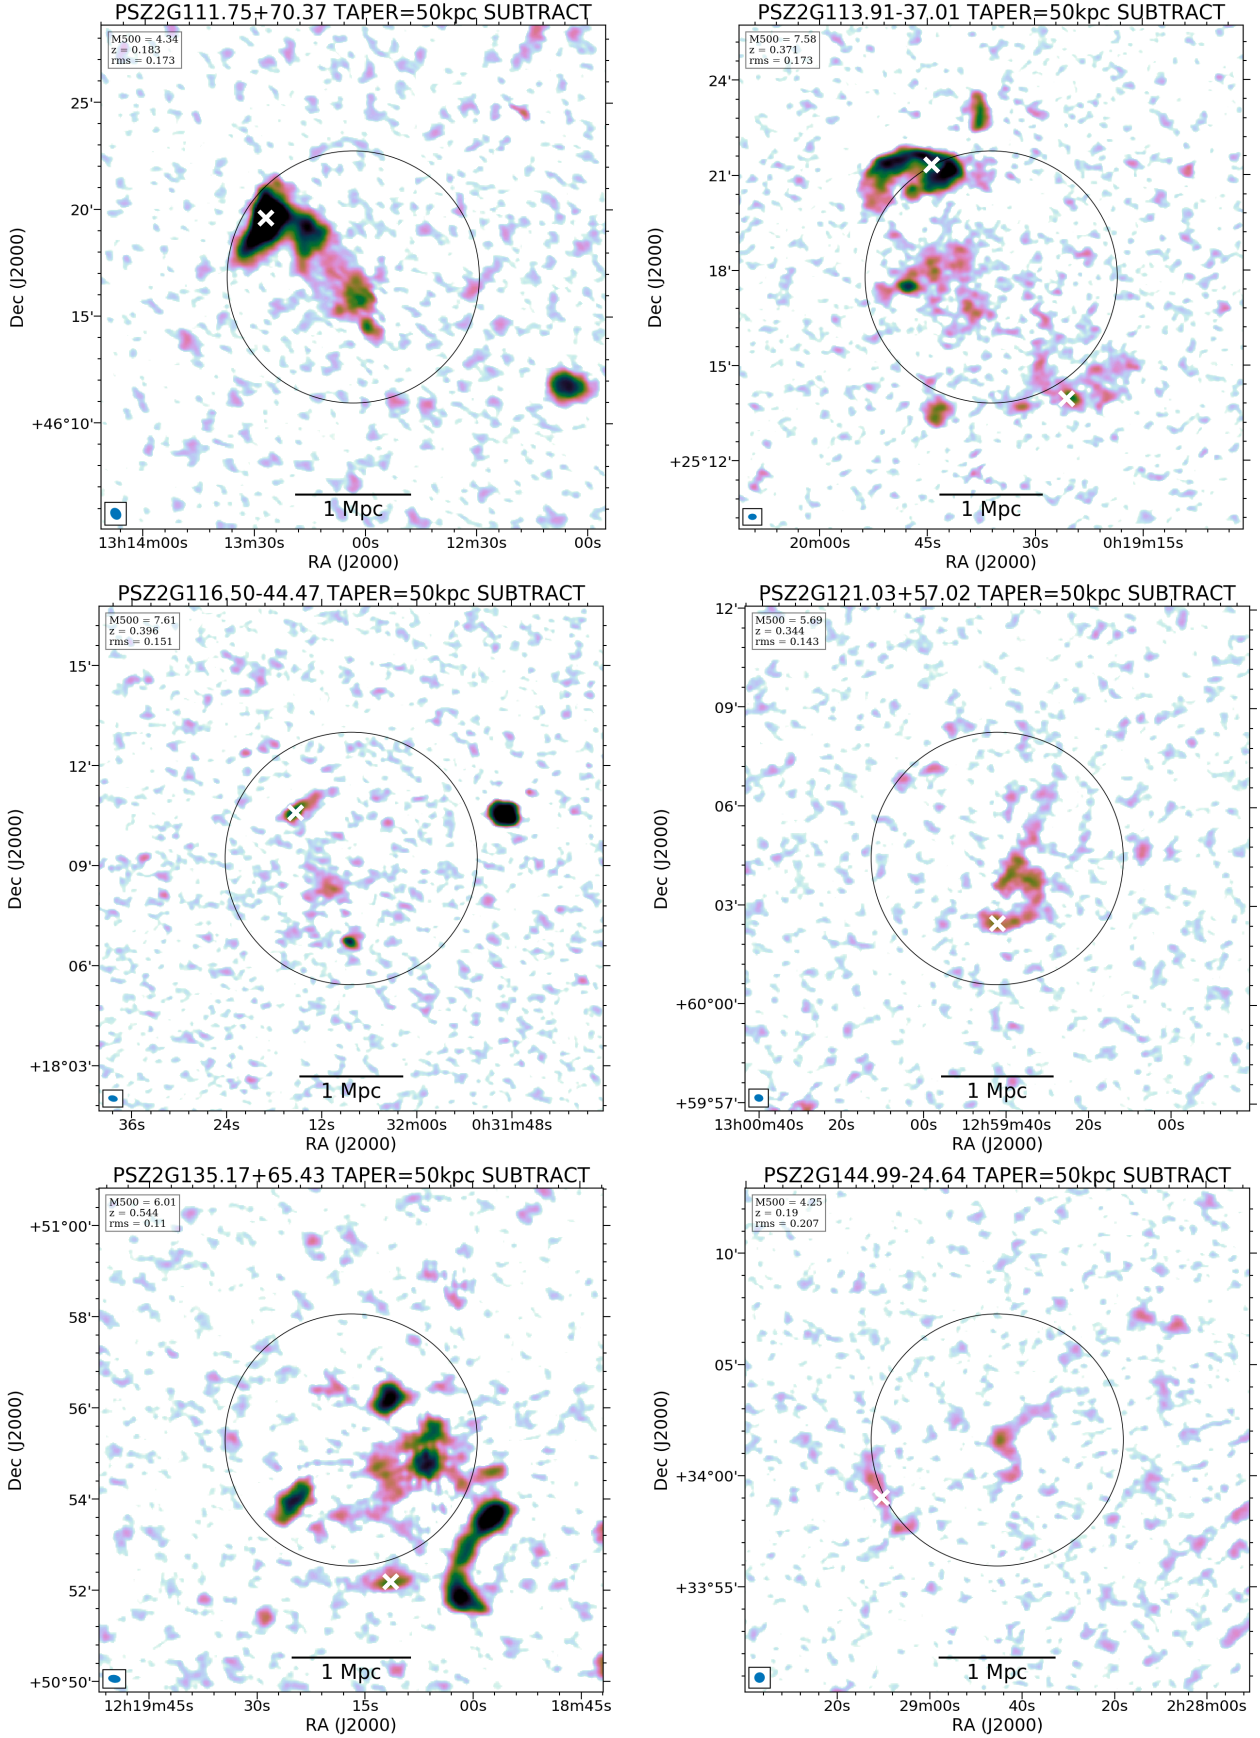 PSZ2G111.75+70.37 TAPER=50kpc SUBTRACT
M500 = 4.34
z = 0.183
rms = 0.173
25'
20'
15'
+46°10'
Dec (J2000)
1 Mpc
13h14m00s 13m30s 00s 12m30s 00s
RA (J2000)
PSZ2G113.91-37.01 TAPER=50kpc SUBTRACT
M500 = 7.58
z = 0.371
rms = 0.173
24'
21'
18'
15'
+25°12'
Dec (J2000)
1 Mpc
20m00s 45s 30s 0h19m15s
RA (J2000)
PSZ2G116.50-44.47 TAPER=50kpc SUBTRACT
M500 = 7.61
z = 0.396
rms = 0.151
15'
12'
09'
06'
+18°03'
Dec (J2000)
1 Mpc
36s 24s 12s 32m00s 0h31m48s
RA (J2000)
PSZ2G121.03+57.02 TAPER=50kpc SUBTRACT
M500 = 5.69
z = 0.344
rms = 0.143
12'
09'
06'
03'
+60°00'
+59°57'
Dec (J2000)
1 Mpc
13h00m40s 20s 00s 12h59m40s 20s 00s
RA (J2000)
PSZ2G135.17+65.43 TAPER=50kpc SUBTRACT
M500 = 6.01
z = 0.544
rms = 0.11
+51°00'
58'
56'
54'
52'
+50°50'
Dec (J2000)
1 Mpc
12h19m45s 30s 15s 00s 18m45s
RA (J2000)
PSZ2G144.99-24.64 TAPER=50kpc SUBTRACT
M500 = 4.25
z = 0.19
rms = 0.207
10'
05'
+34°00'
+33°55'
Dec (J2000)
1 Mpc
20s 29m00s 40s 20s 2h28m00s
RA (J2000)